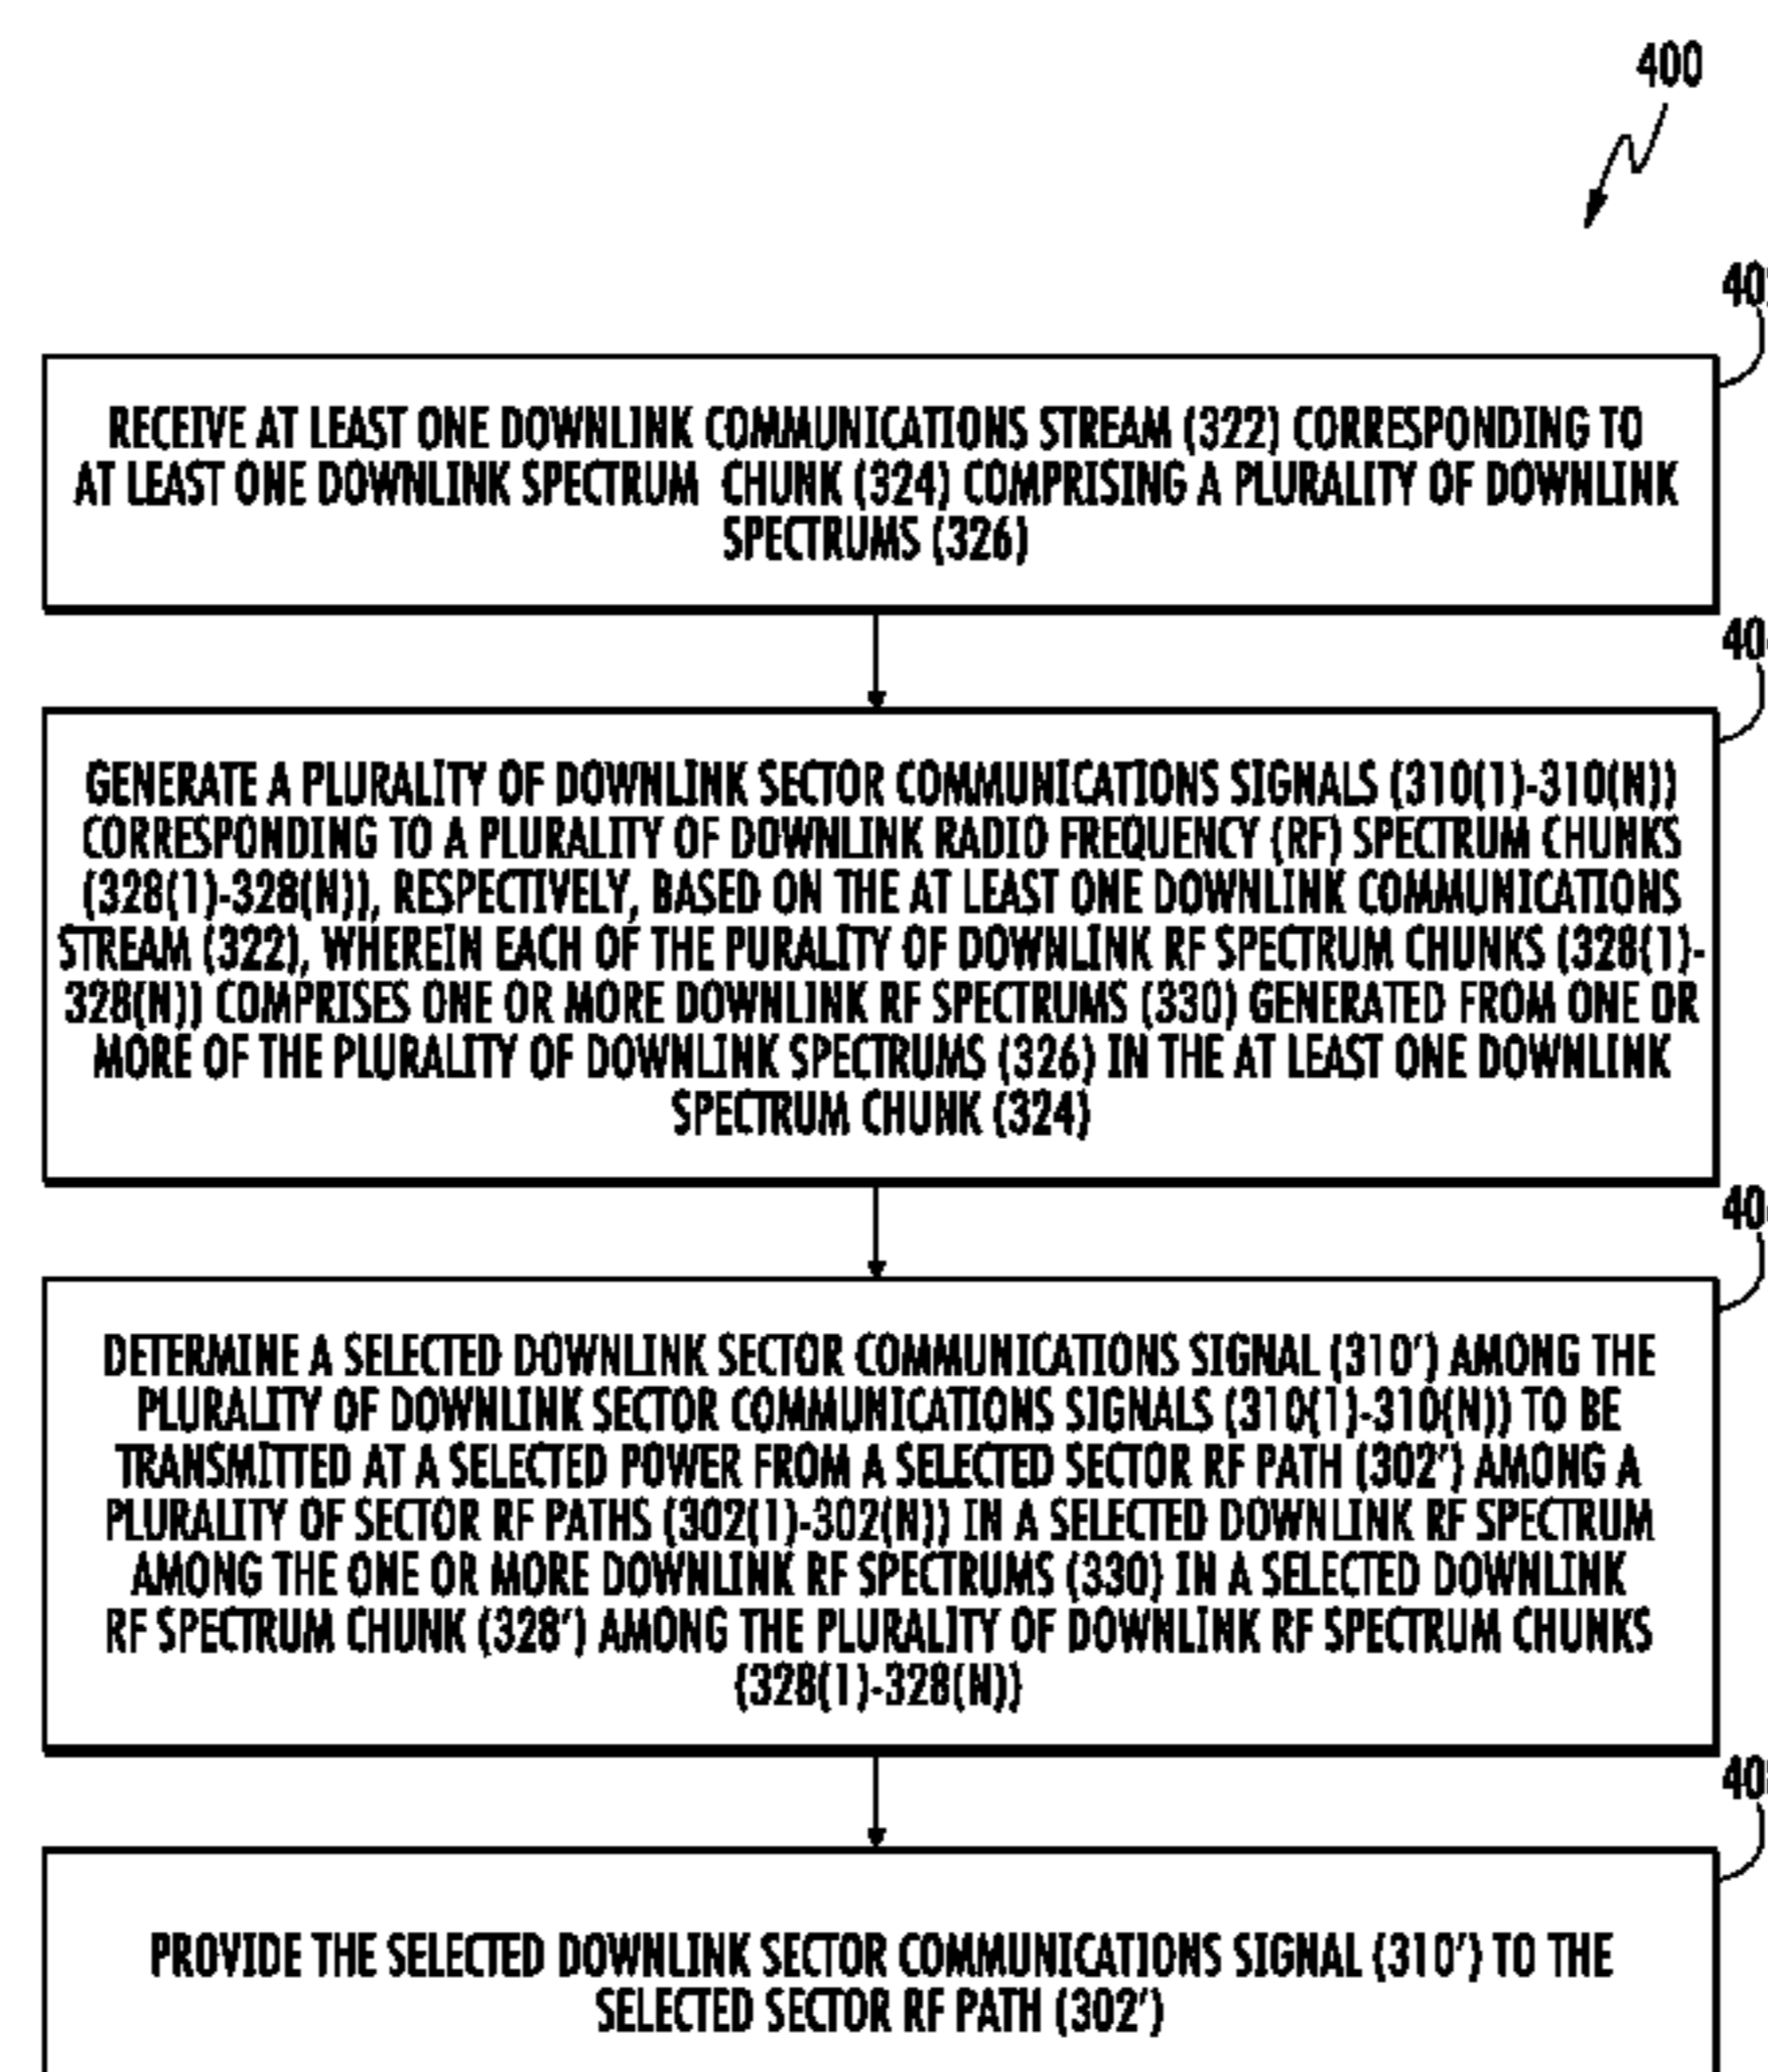 400
RECEIVE AT LEAST ONE DOWNLINK COMMUNICATIONS STREAM (322) CORRESPONDING TO
AT LEAST ONE DOWNLINK SPECTRUM CHUNK (324) COMPRISING A PLURALITY OF DOWNLINK
SPECTRUMS (326)
GENERATE A PLURALITY OF DOWNLINK SECTOR COMMUNICATIONS SIGNALS (310(1)-310(N))
CORRESPONDING TO A PLURALITY OF DOWNLINK RADIO FREQUENCY (RF) SPECTRUM CHUNKS
(328(1)-328(N)), RESPECTIVELY, BASED ON THE AT LEAST ONE DOWNLINK COMMUNICATIONS
STREAM (322), WHEREIN EACH OF THE PURALITY OF DOWNLINK RF SPECTRUM CHUNKS (328(1)-
328(N)) COMPRISES ONE OR MORE DOWNLINK RF SPECTRUMS (330) GENERATED FROM ONE OR
MORE OF THE PLURALITY OF DOWNLINK SPECTRUMS (326) IN THE AT LEAST ONE DOWNLINK
SPECTRUM CHUNK (324)
DETERMINE A SELECTED DOWNLINK SECTOR COMMUNICATIONS SIGNAL (310') AMONG THE
PLURALITY OF DOWNLINK SECTOR COMMUNICATIONS SIGNALS (310(1)-310(N)) TO BE
TRANSMITTED AT A SELECTED POWER FROM A SELECTED SECTOR RF PATH (302') AMONG A
PLURALITY OF SECTOR RF PATHS (302(1)-302(N)) IN A SELECTED DOWNLINK RF SPECTRUM
AMONG THE ONE OR MORE DOWNLINK RF SPECTRUMS (330) IN A SELECTED DOWNLINK
RF SPECTRUM CHUNK (328') AMONG THE PLURALITY OF DOWNLINK RF SPECTRUM CHUNKS
(328(1)-328(N))
PROVIDE THE SELECTED DOWNLINK SECTOR COMMUNICATIONS SIGNAL (310') TO THE
SELECTED SECTOR RF PATH (302')